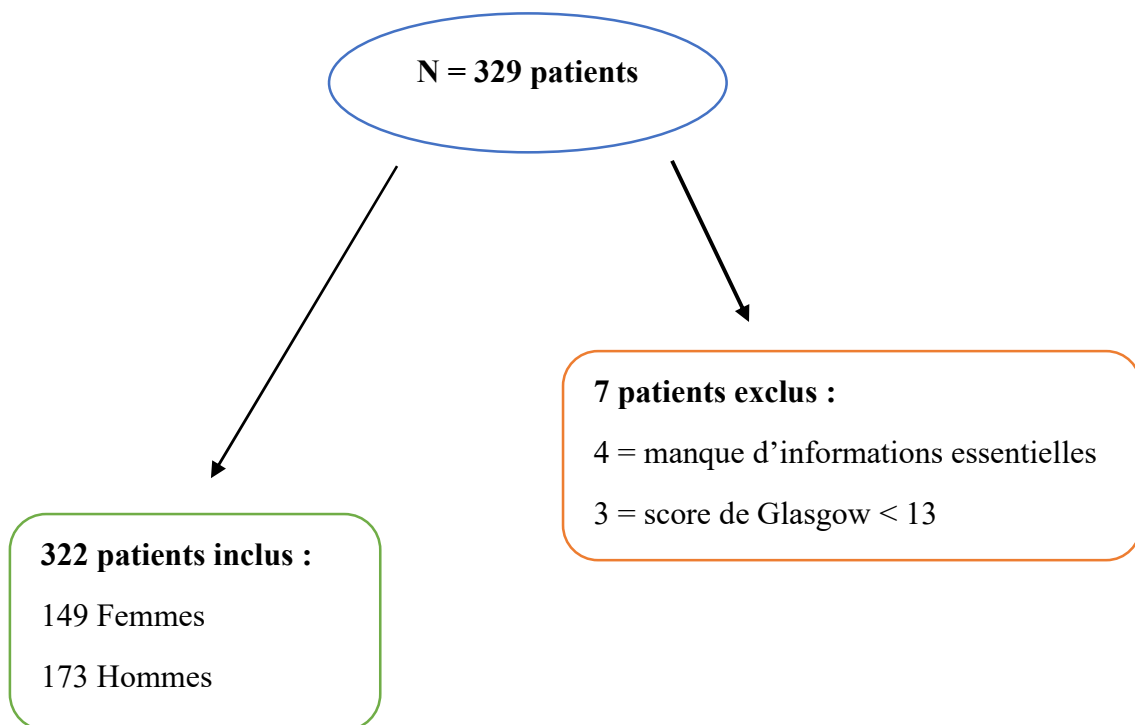 N = 329 patients
7 patients exclus :
4 = manque d’informations essentielles
3 = score de Glasgow < 13
322 patients inclus :
149 Femmes
173 Hommes